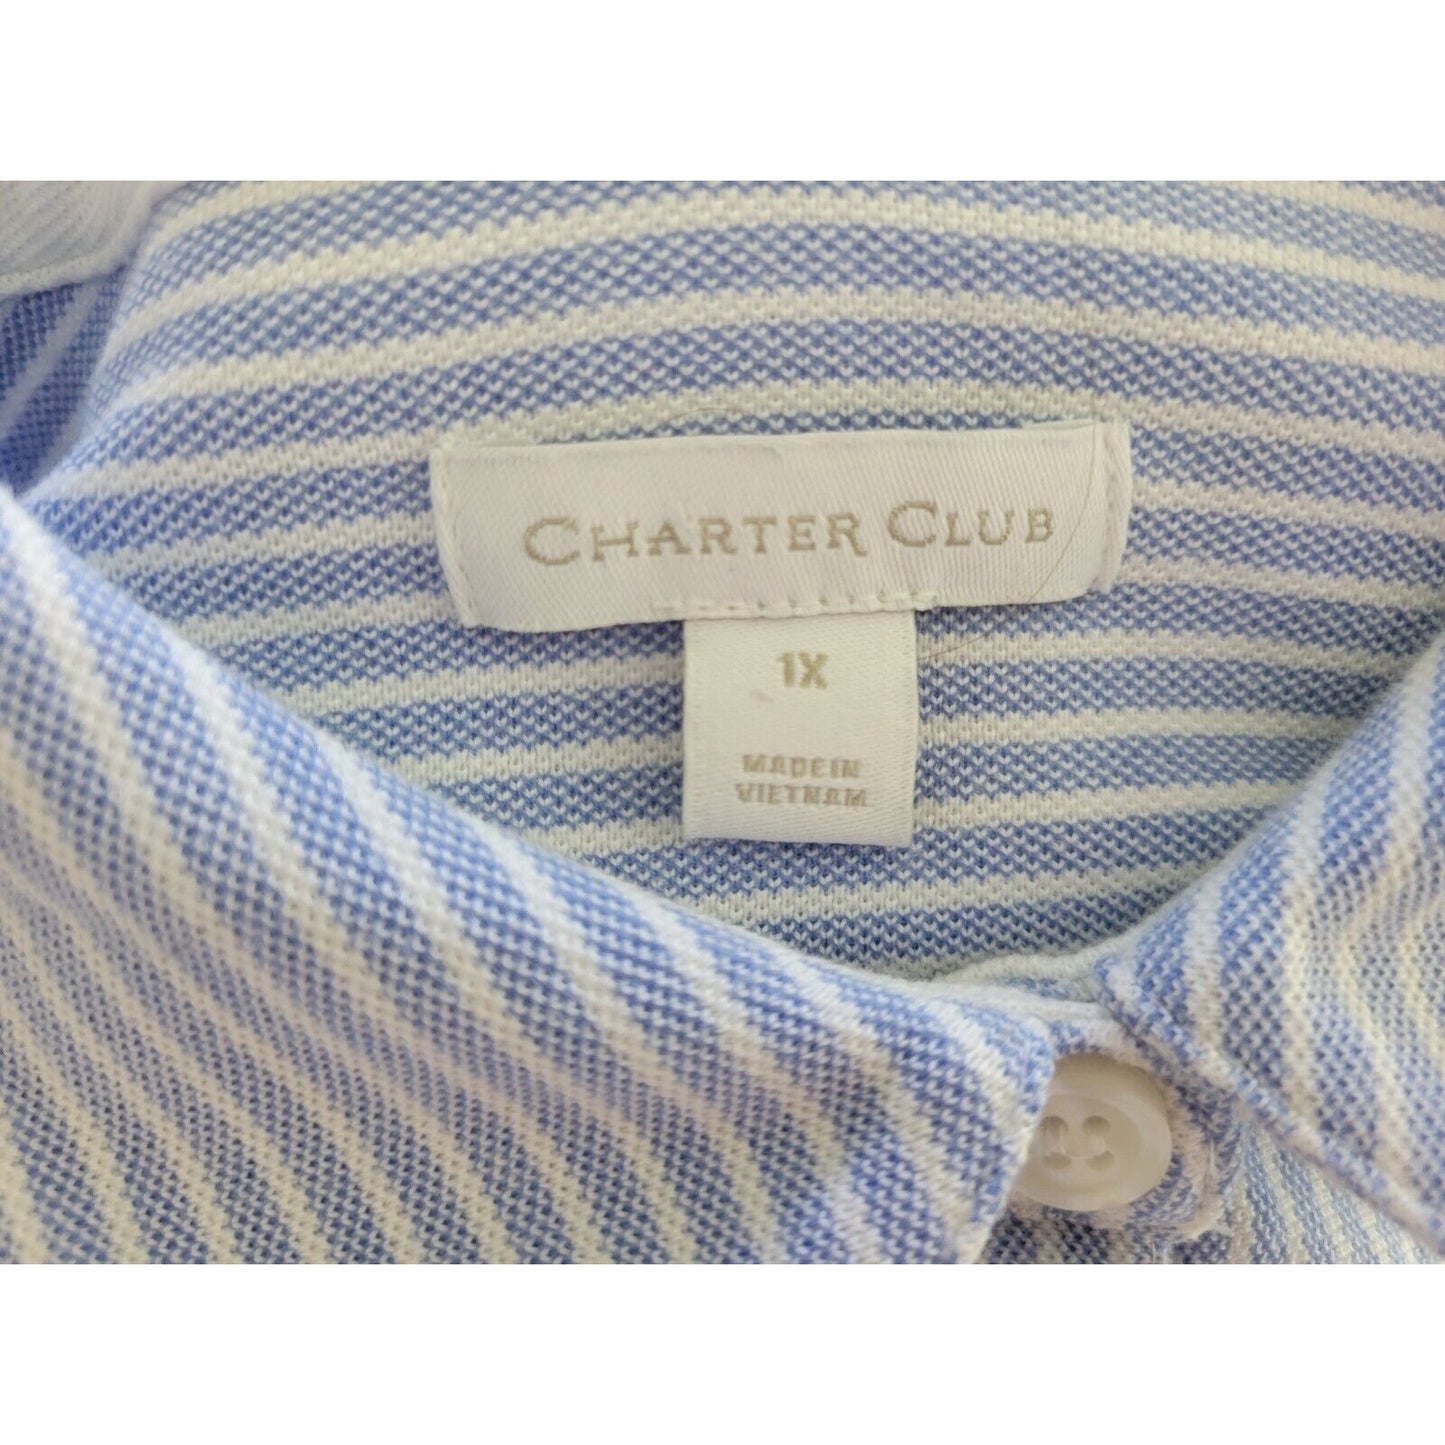 CHARTER CLUB
1X
MADE IN
VIETNAM